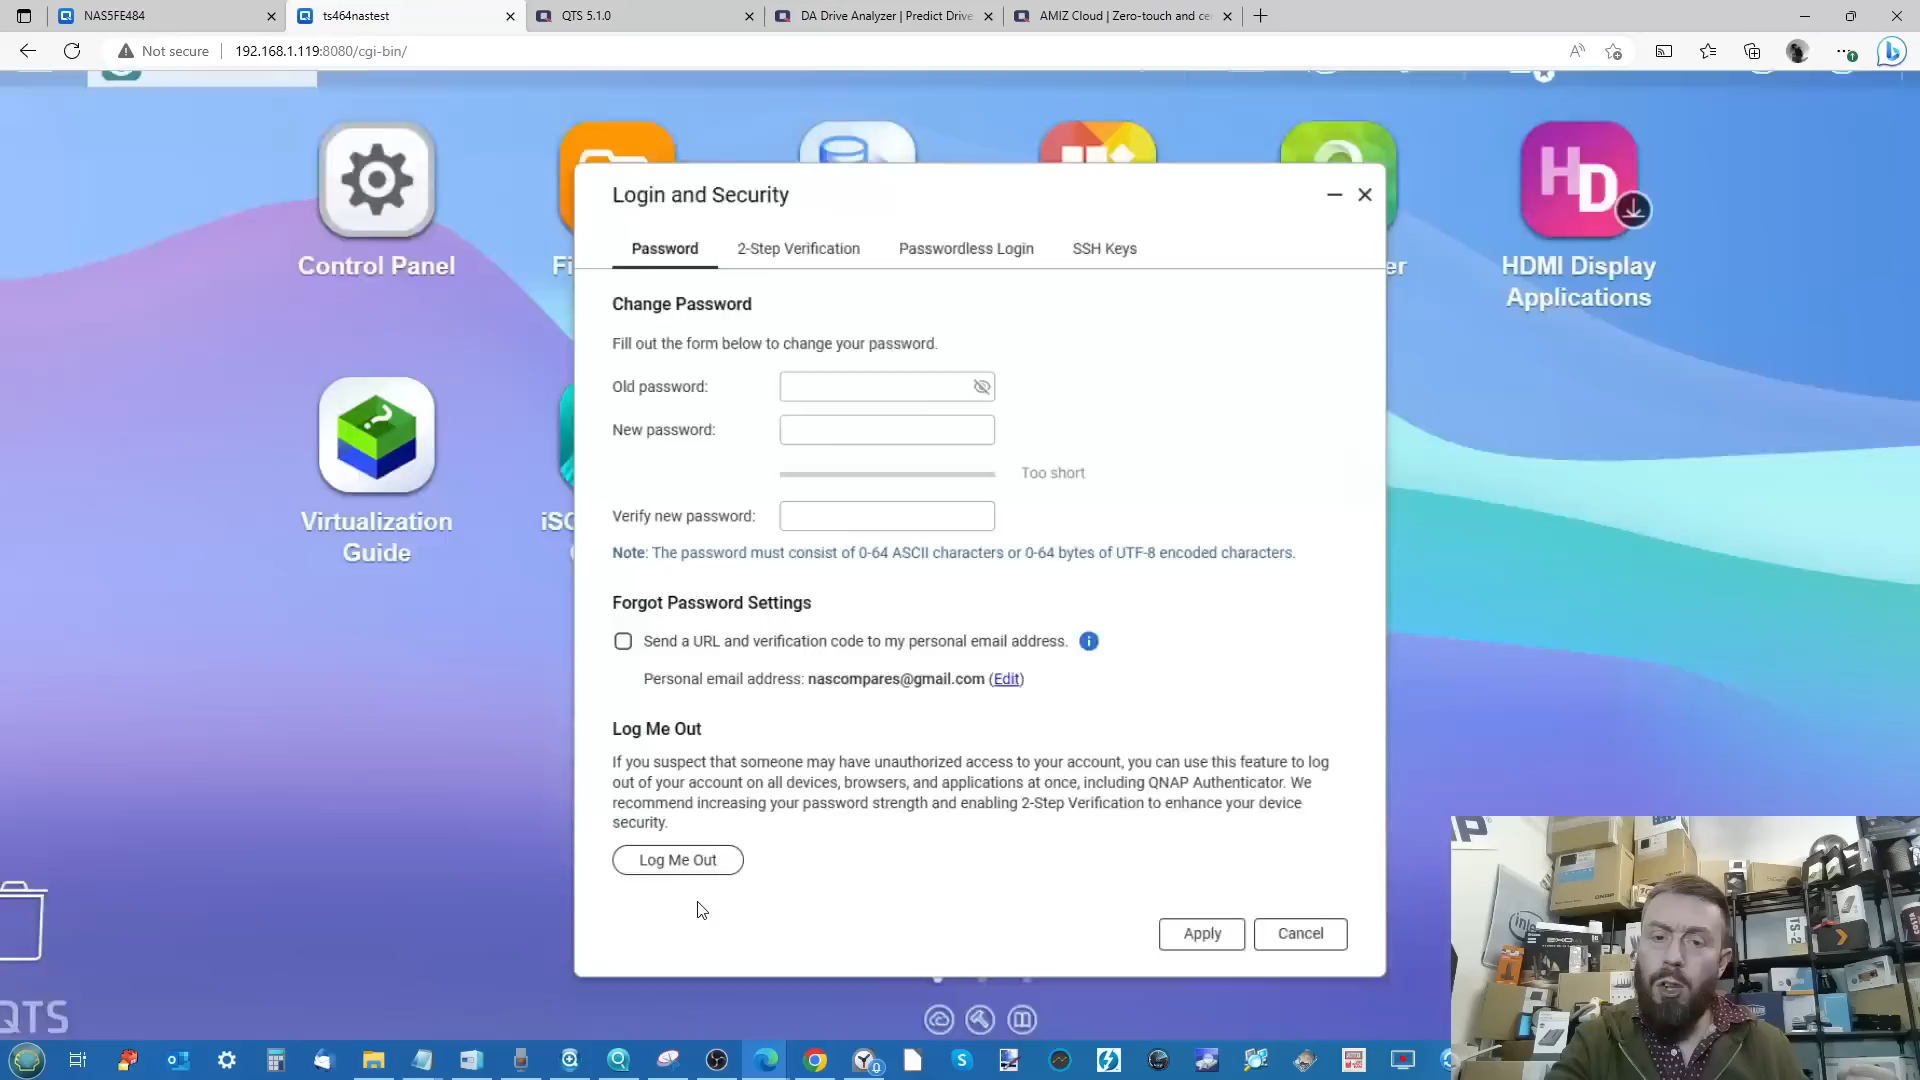 NAS5FE484
ts464nastest
QTS 5.1.0
DA Drive Analyzer | Predict Drive
AMIZ Cloud | Zero-touch and ce
Not secure
192.168.1.119:8080/cgi-bin/
Control Panel
Fi
er
HD
HDMI Display
Applications
Virtualization
Guide
iSC
Login and Security
Password
2-Step Verification
Passwordless Login
SSH Keys
Change Password
Fill out the form below to change your password.
Old password:
New password:
Too short
Verify new password:
Note: The password must consist of 0-64 ASCII characters or 0-64 bytes of UTF-8 encoded characters.
Forgot Password Settings
Send a URL and verification code to my personal email address.
Personal email address: nascompares@gmail.com (Edit)
Log Me Out
If you suspect that someone may have unauthorized access to your account, you can use this feature to log
out of your account on all devices, browsers, and applications at once, including QNAP Authenticator. We
recommend increasing your password strength and enabling 2-Step Verification to enhance your device
security.
Log Me Out
Apply
Cancel
QTS
intel
TS-2